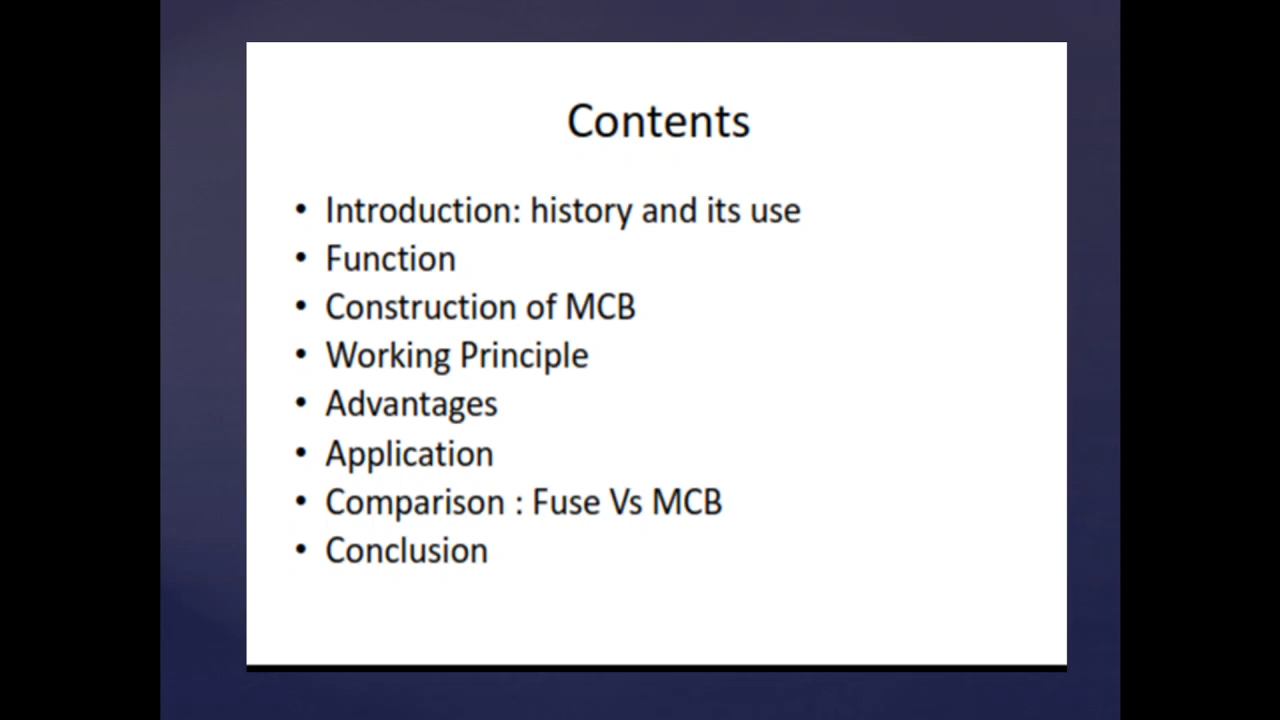 Contents
• Introduction: history and its use
• Function
• Construction of MCB
• Working Principle
• Advantages
• Application
• Comparison : Fuse Vs MCB
• Conclusion